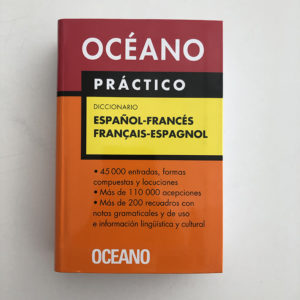 OCÉANO
PRÁCTICO
DICCIONARIO
ESPAÑOL-FRANCÉS
FRANÇAIS-ESPAGNOL
• 45 000 entradas, formas
compuestas y locuciones
• Más de 110 000 acepciones
• Más de 200 recuadros con
notas gramaticales y de uso
e información lingüística y cultural
OCEANO